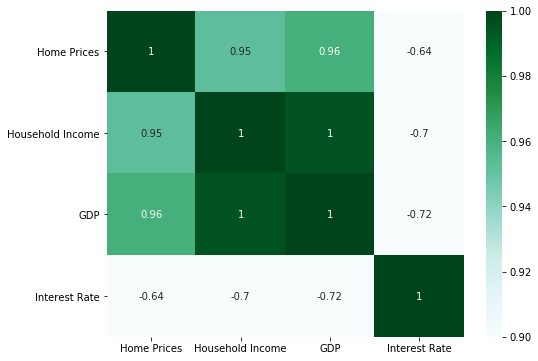 Home Prices 1 0.95 0.96 -0.64
Household Income 0.95 1 1 -0.7
GDP 0.96 1 1 -0.72
Interest Rate -0.64 -0.7 -0.72 1
Home Prices Household Income GDP Interest Rate
1.00
0.98
0.96
0.94
0.92
0.90